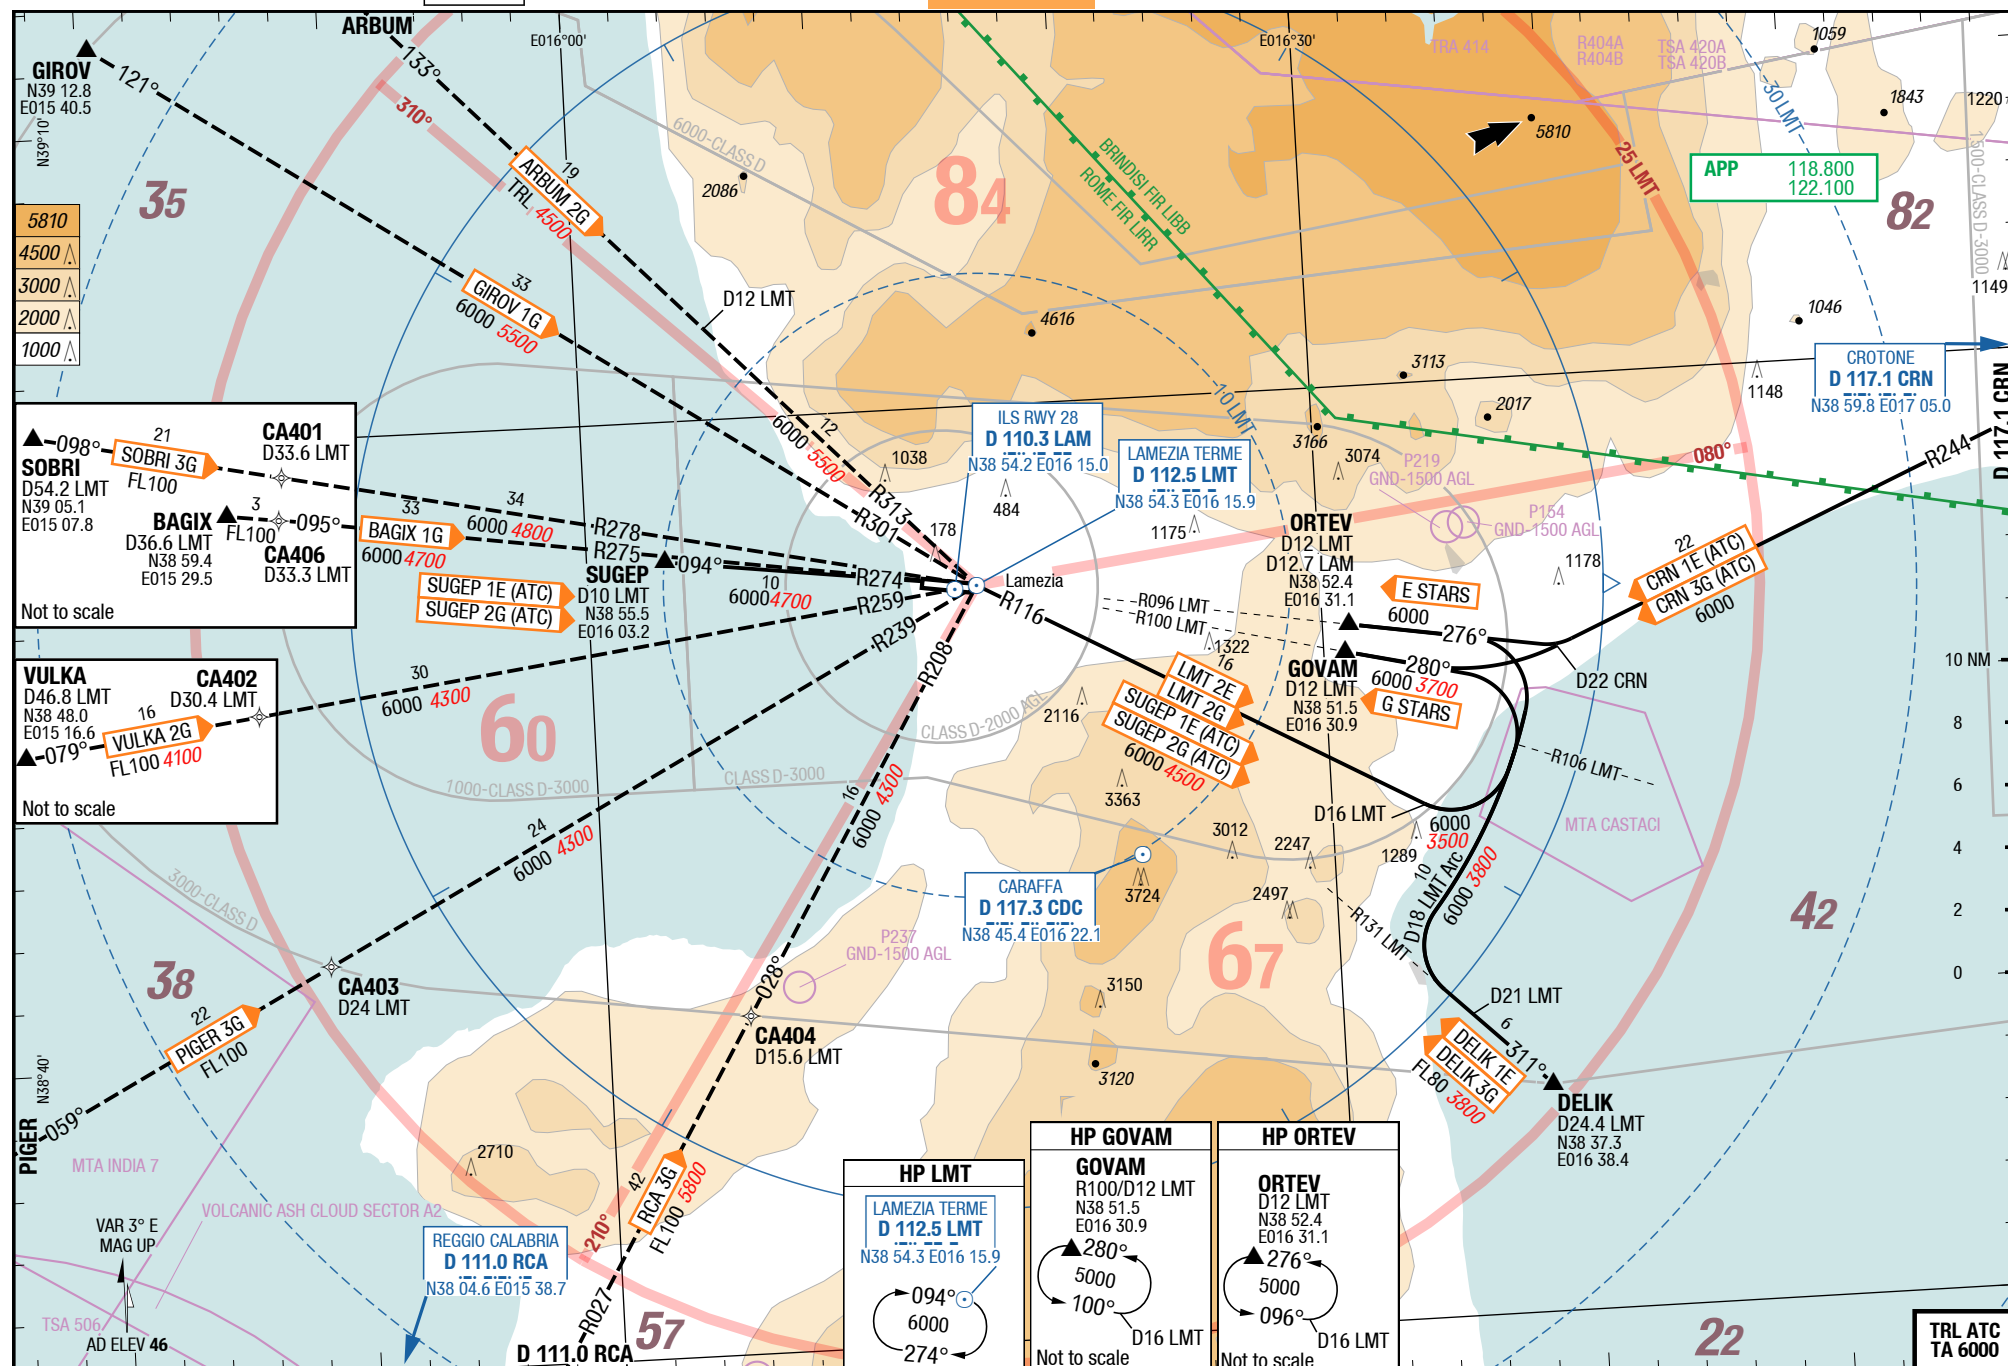 ARBUM
133°
E016°00'
E016°30'
GIROV
N39 12.8
E015 40.5
121°
N39°10'
310°
35
5810
4500
3000
2000
1000
19
ARBUM 2G
TRL 4500
33
GIROV 1G
6000 5500
6000-CLASS D
2086
84
BRINDISI FIR LIBB
ROME FIR LIRR
TRA 414
R404A
R404B
TSA 420A
TSA 420B
30 LMT
1059
1843
1220
5810
25 LMT
APP 118.800
122.100
82
1500-CLASS D-3000
1149
1046
D12 LMT
4616
3113
2017
1148
CROTONE
D 117.1 CRN
N38 59.8 E017 05.0
D 117.1 CRN
10 LMT
12
6000 5500
3166
3074
080°
R244
098°
SOBRI
D54.2 LMT
N39 05.1
E015 07.8
21
SOBRI 3G
FL100
CA401
D33.6 LMT
3
BAGIX
D36.6 LMT
N38 59.4
E015 29.5
FL100
095°
CA406
D33.3 LMT
Not to scale
33
BAGIX 1G
6000 4700
34
6000 4800
R278
R275
R313
R301
ILS RWY 28
D 110.3 LAM
N38 54.2 E016 15.0
LAMEZIA TERME
D 112.5 LMT
N38 54.3 E016 15.9
1038
484
178
1175
P219
GND-1500 AGL
P154
GND-1500 AGL
1178
SUGEP 1E (ATC)
SUGEP 2G (ATC)
SUGEP
D10 LMT
N38 55.5
E016 03.2
094°
10
6000 4700
R274
R259
R239
R208
Lamezia
R116
ORTEV
D12 LMT
D12.7 LAM
N38 52.4
E016 31.1
E STARS
6000
276°
R096 LMT
R100 LMT
22
CRN 1E (ATC)
CRN 3G (ATC)
6000
1322
GOVAM
D12 LMT
N38 51.5
E016 30.9
280°
6000 3700
G STARS
D22 CRN
VULKA
D46.8 LMT
N38 48.0
E015 16.6
079°
16
VULKA 2G
FL100 4100
CA402
D30.4 LMT
Not to scale
30
6000 4300
60
CLASS D-2000 AGL
2116
16
LMT 2E
LMT 2G
SUGEP 1E (ATC)
SUGEP 2G (ATC)
6000 4500
10 NM
8
6
4
2
0
R106 LMT
1000-CLASS D-3000
CLASS D-3000
3363
D16 LMT
6000
3500
MTA CASTACI
24
6000 4300
16
6000 4300
3012
2247
1289
10
D18 LMT Arc
6000 3800
3000-CLASS D
CARAFFA
D 117.3 CDC
N38 45.4 E016 22.1
3724
2497
R131 LMT
42
38
CA403
D24 LMT
P237
GND-1500 AGL
67
028°
CA404
D15.6 LMT
3150
3120
D21 LMT
6
311°
DELIK 1E
DELIK 3G
FL80 3800
DELIK
D24.4 LMT
N38 37.3
E016 38.4
22
PIGER 3G
FL100
N38°40'
PIGER
059°
MTA INDIA 7
VOLCANIC ASH CLOUD SECTOR A2
VAR 3° E
MAG UP
TSA 506
AD ELEV 46
2710
42
RCA 3G
FL100 5800
210°
R027
D 111.0 RCA
REGGIO CALABRIA
D 111.0 RCA
N38 04.6 E015 38.7
57
HP LMT
LAMEZIA TERME
D 112.5 LMT
N38 54.3 E016 15.9
094°
6000
274°
HP GOVAM
GOVAM
R100/D12 LMT
N38 51.5
E016 30.9
280°
5000
100°
D16 LMT
Not to scale
HP ORTEV
ORTEV
D12 LMT
N38 52.4
E016 31.1
276°
5000
096°
D16 LMT
Not to scale
22
TRL ATC
TA 6000